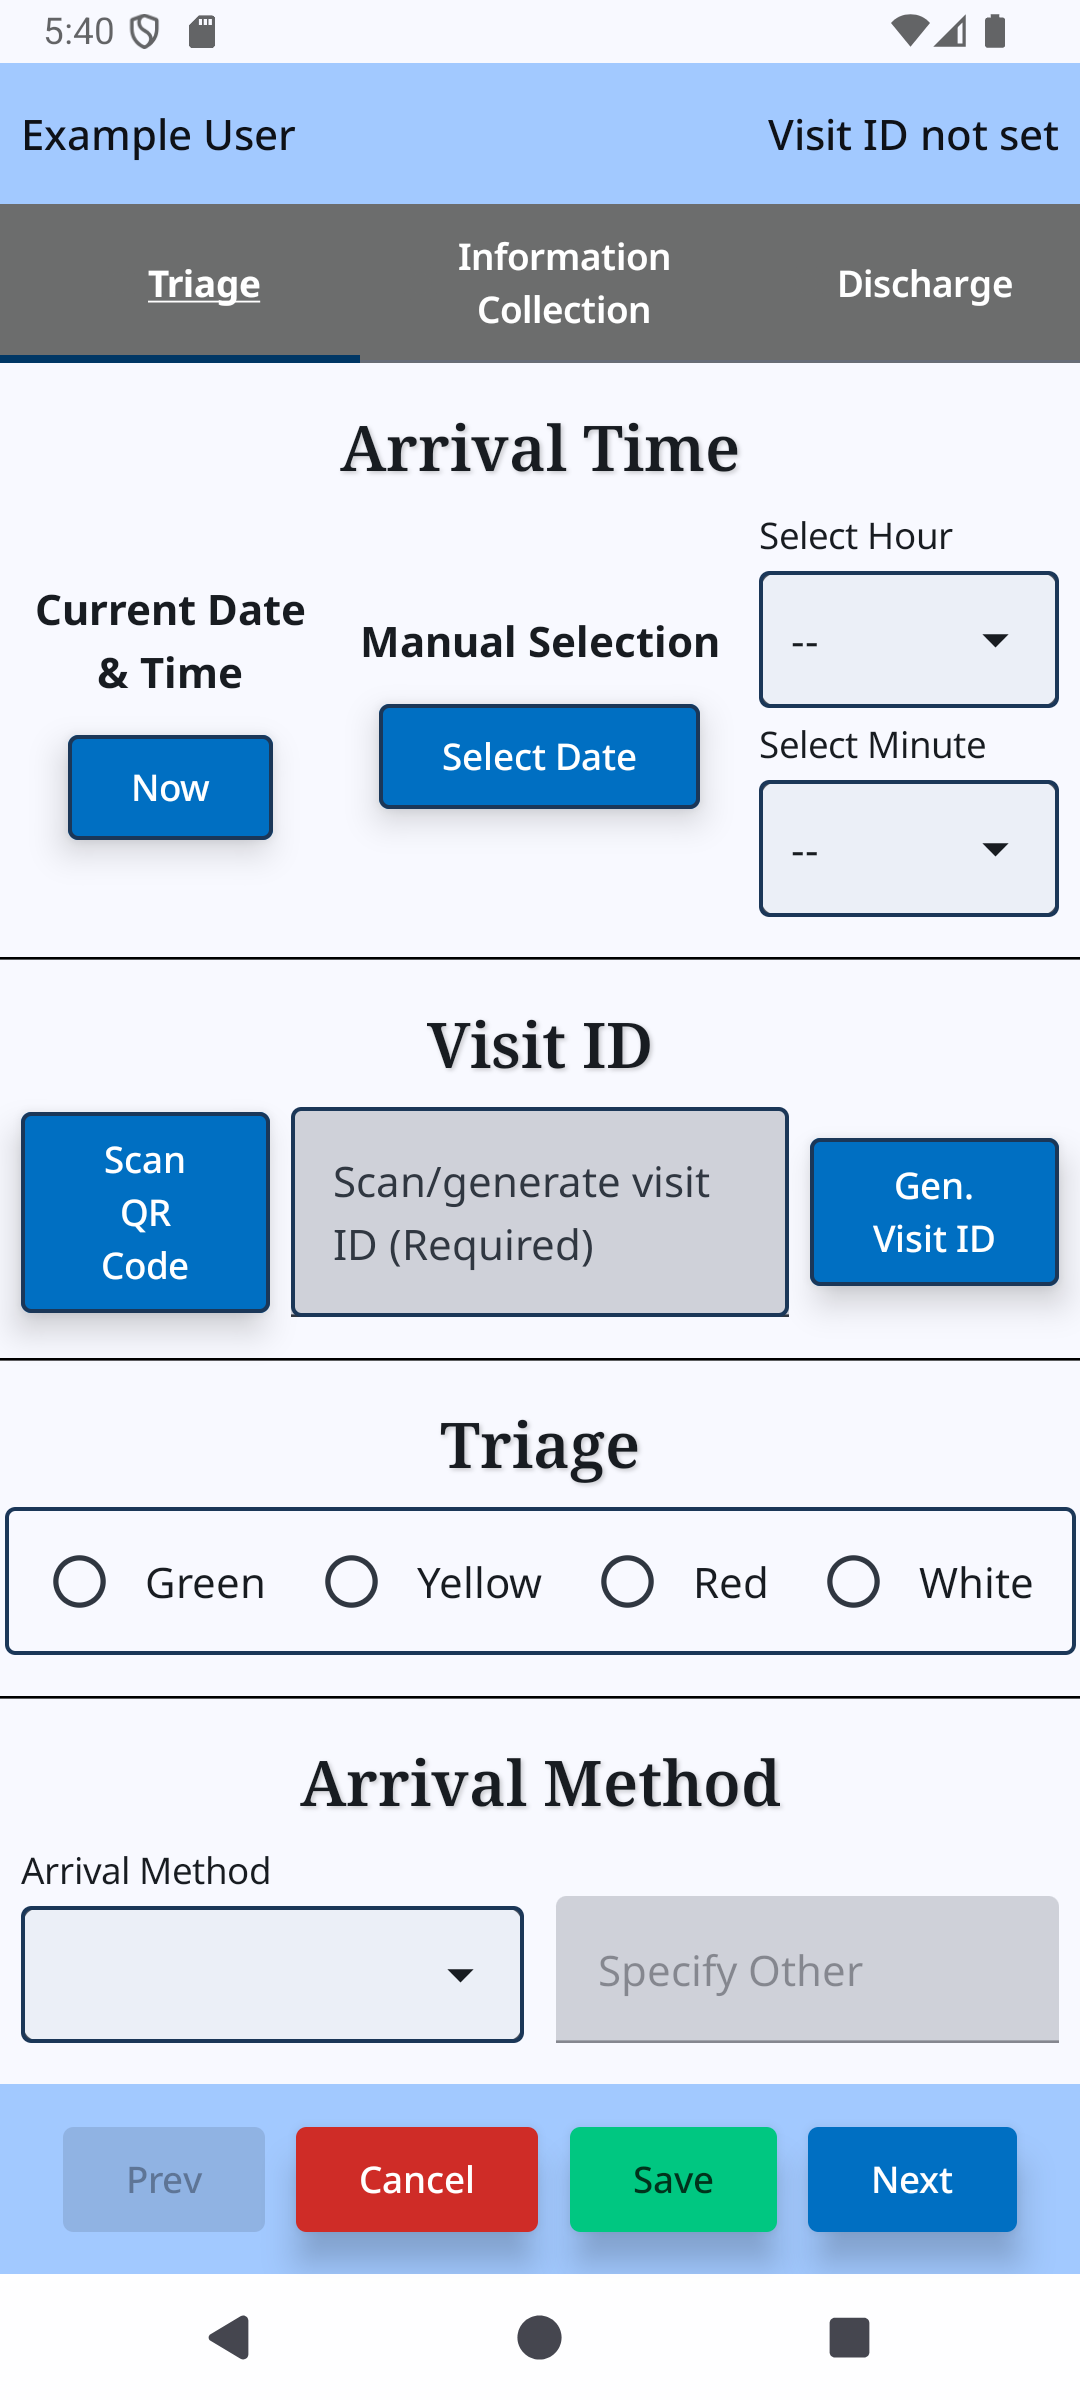 5:40
Example User
Visit ID not set
Triage
Information
Collection
Discharge
Arrival Time
Current Date
& Time
Now
Manual Selection
Select Date
Select Hour
--
Select Minute
--
Visit ID
Scan
QR
Code
Scan/generate visit
ID (Required)
Gen.
Visit ID
Triage
Green
Yellow
Red
White
Arrival Method
Arrival Method
Specify Other
Prev
Cancel
Save
Next